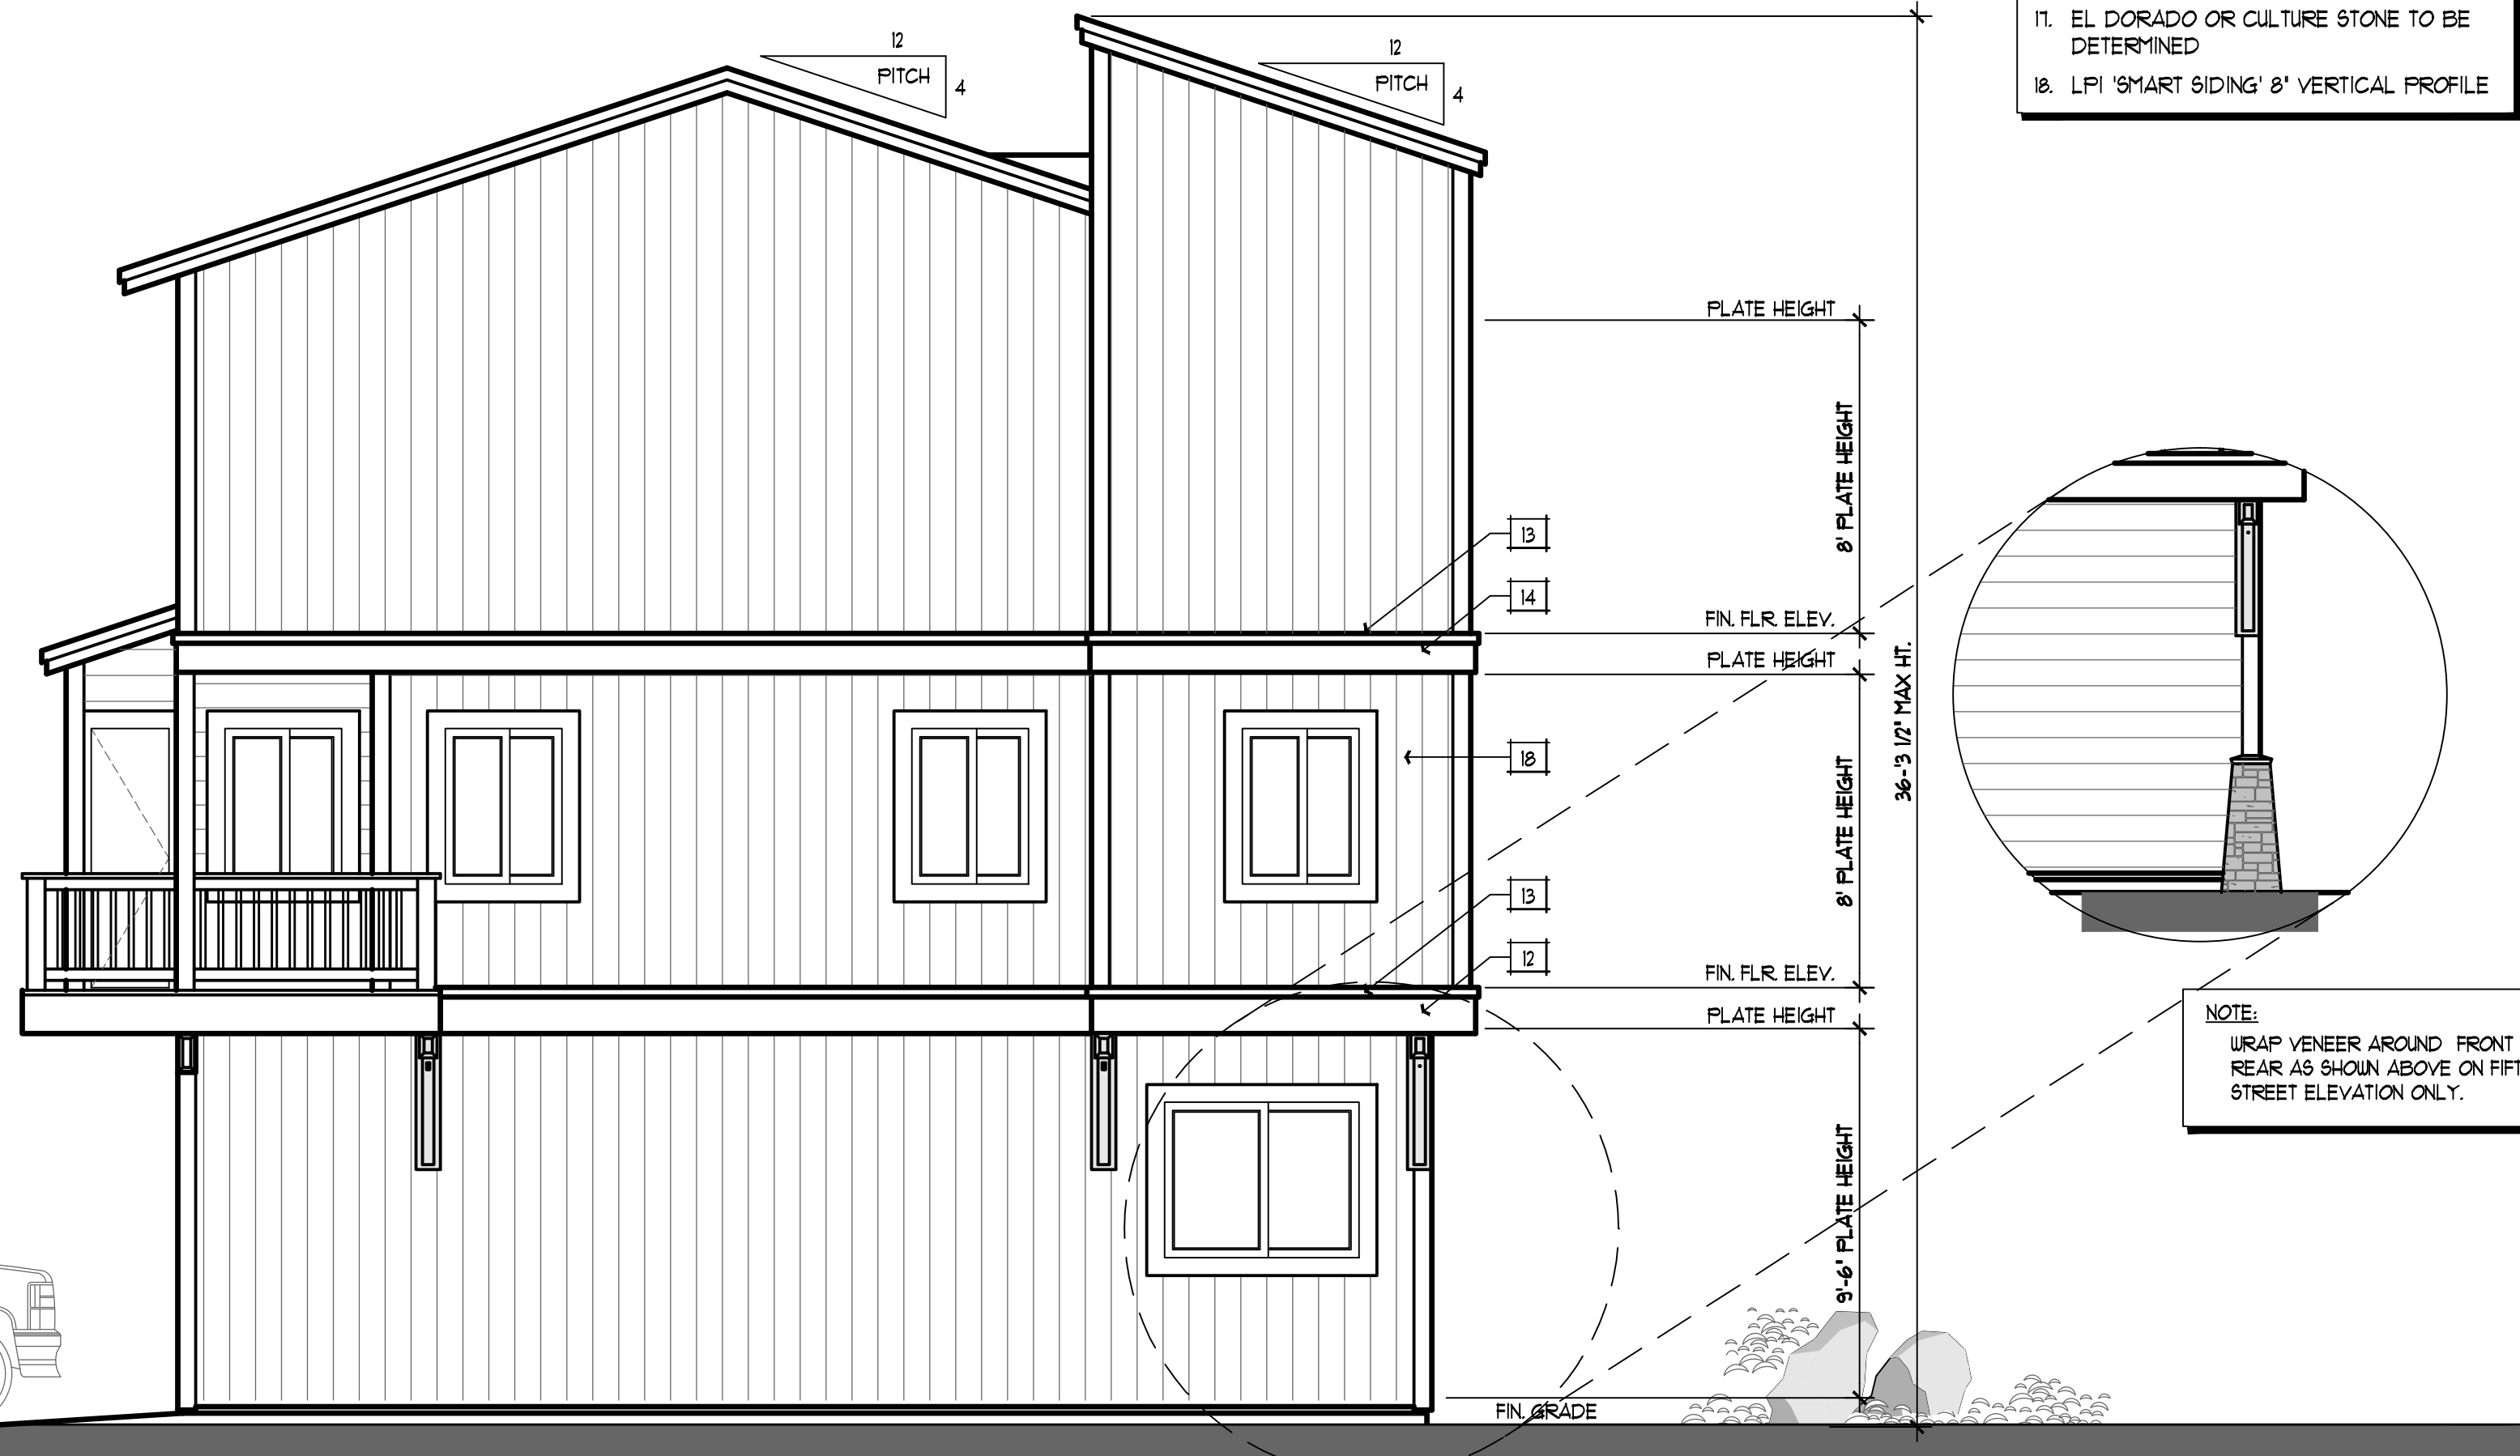 17. EL DORADO OR CULTURE STONE TO BE
DETERMINED
18. LPI 'SMART SIDING' 8" VERTICAL PROFILE
12
PITCH
4
12
PITCH
4
PLATE HEIGHT
8' PLATE HEIGHT
13
14
FIN. FLR. ELEV.
PLATE HEIGHT
36-'3 1/2" MAX HT.
18
8' PLATE HEIGHT
13
12
FIN. FLR. ELEV.
PLATE HEIGHT
NOTE:
WRAP VENEER AROUND FRONT
REAR AS SHOWN ABOVE ON
STREET ELEVATION ONLY.
9'-6' PLATE HEIGHT
FIN. GRADE